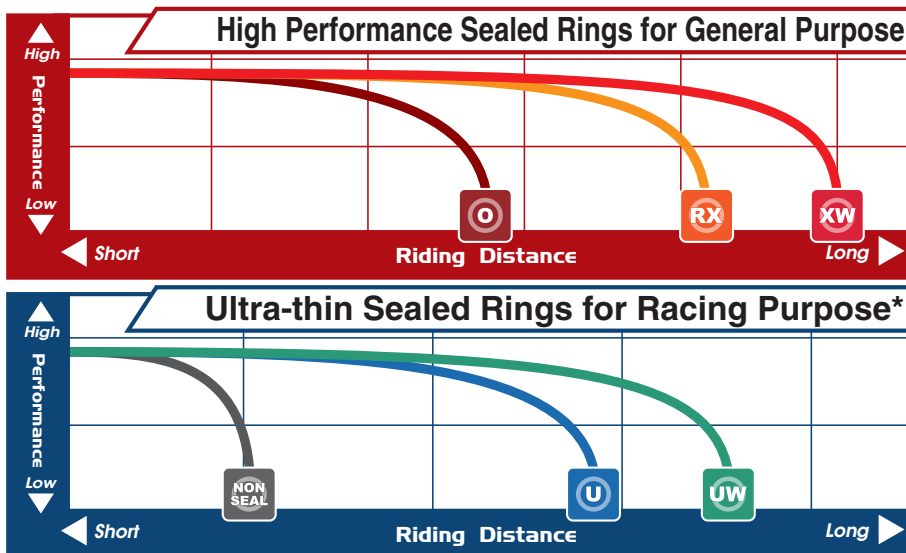 High Performance Sealed Rings for General Purpose
High
Performance
Low
O
RX
XW
Short
Riding Distance
Long
Ultra-thin Sealed Rings for Racing Purpose*
High
Performance
Low
NON
SEAL
U
UW
Short
Riding Distance
Long